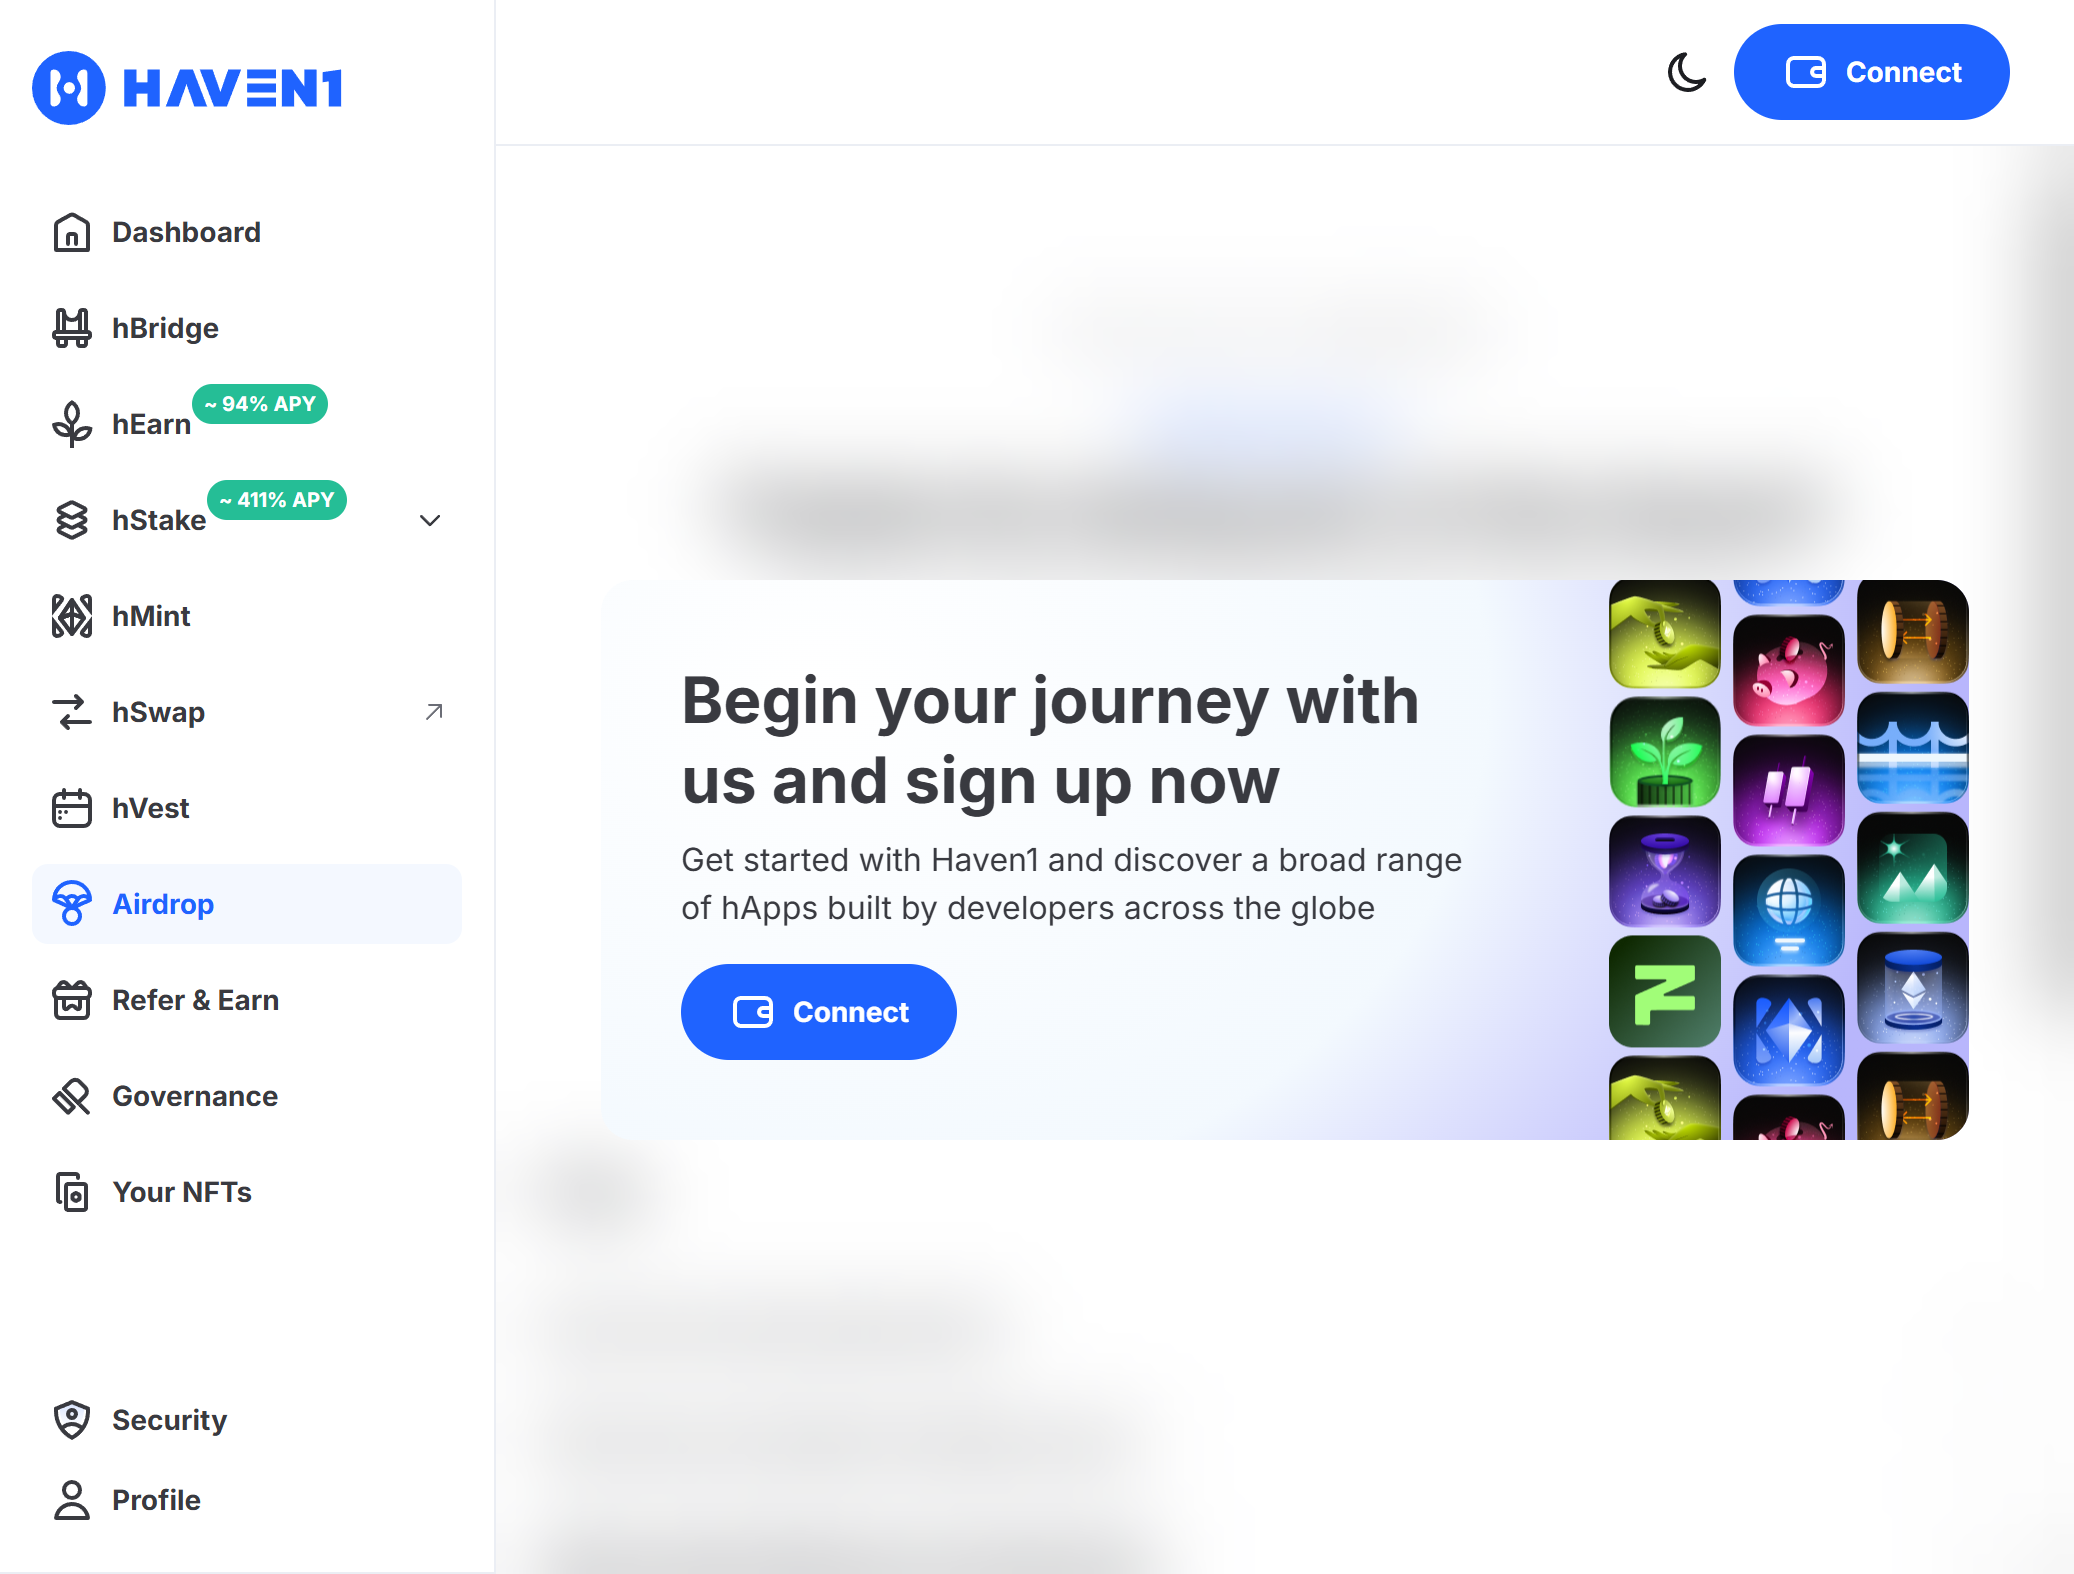 HAVEN1
Connect
Dashboard
hBridge
hEarn
~ 94% APY
hStake
~ 411% APY
hMint
hSwap
hVest
Airdrop
Refer & Earn
Governance
Your NFTs
Security
Profile
Begin your journey with
us and sign up now
Get started with Haven1 and discover a broad range
of hApps built by developers across the globe
Connect